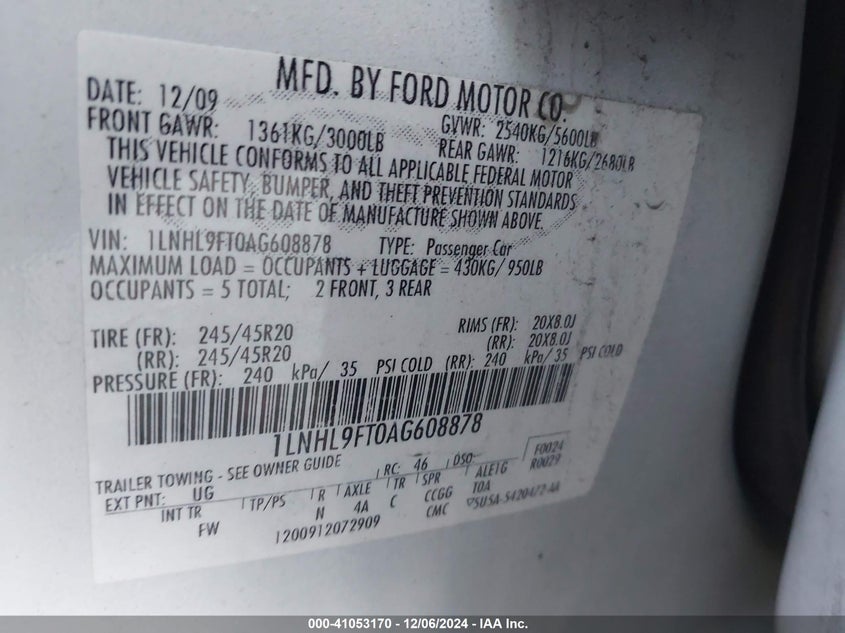 MFD. BY FORD MOTOR CO.
DATE: 12/09
GVWR: 2540KG/5600LB
FRONT GAWR: 1361KG/3000LB
REAR GAWR: 1216KG/2680LB
THIS VEHICLE CONFORMS TO ALL APPLICABLE FEDERAL MOTOR
VEHICLE SAFETY, BUMPER, AND THEFT PREVENTION STANDARDS
IN EFFECT ON THE DATE OF MANUFACTURE SHOWN ABOVE.
VIN: 1LNHL9FT0AG608878 TYPE: Passenger Car
MAXIMUM LOAD = OCCUPANTS + LUGGAGE = 430KG/ 950LB
OCCUPANTS = 5 TOTAL; 2 FRONT, 3 REAR
TIRE (FR): 245/45R20 RIMS (FR): 20X8.0J
(RR): 245/45R20 (RR): 20X8.0J
PRESSURE (FR): 240 kPa/ 35 PSI COLD (RR): 240 kPa/ 35 PSI COLD
1LNHL9FT0AG608878
TRAILER TOWING - SEE OWNER GUIDE
RC: 46 DSO: F0024
R0029
EXT PNT: UG
INT TR TP/PS R AXLE TR SPR ALE1G
FW N 4A C CCGG TOA
CMC
1200912072909
000-41053170 - 12/06/2024 - IAA Inc.